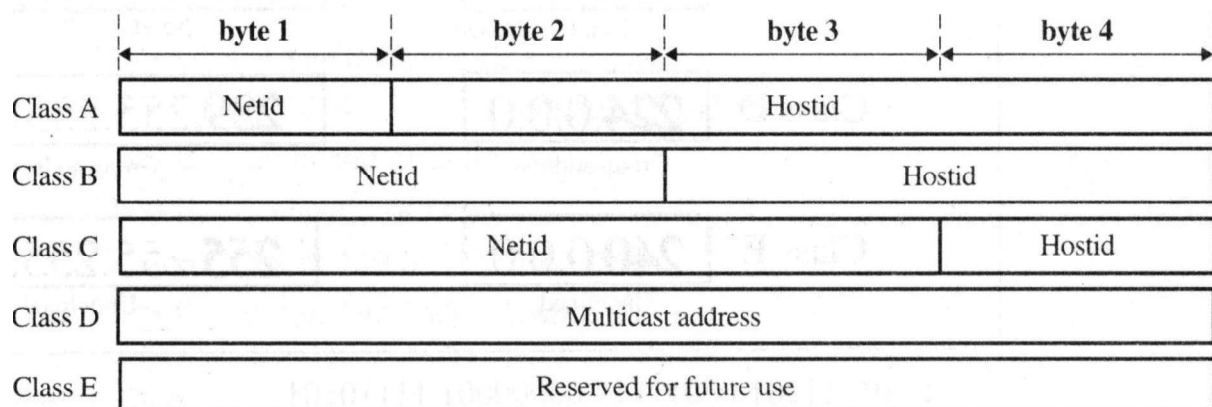 byte 1 byte 2 byte 3 byte 4
Class A Netid Hostid
Class B Netid Hostid
Class C Netid Hostid
Class D Multicast address
Class E Reserved for future use